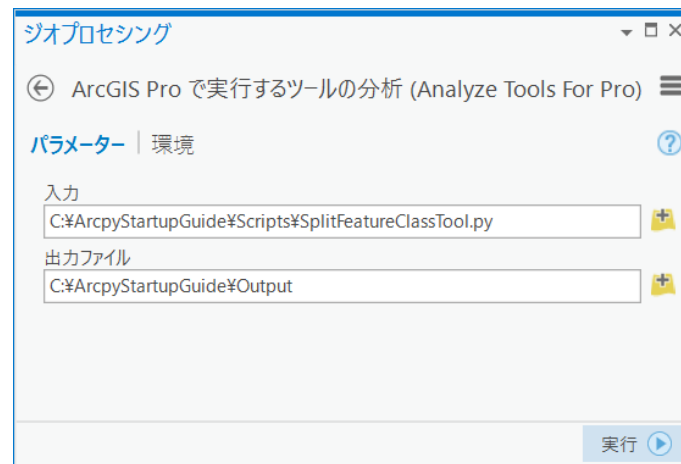 ジオプロセシング
ArcGIS Pro で実行するツールの分析 (Analyze Tools For Pro)
パラメーター | 環境
入力
C:¥ArcpyStartupGuide¥Scripts¥SplitFeatureClassTool.py
出力ファイル
C:¥ArcpyStartupGuide¥Output
実行